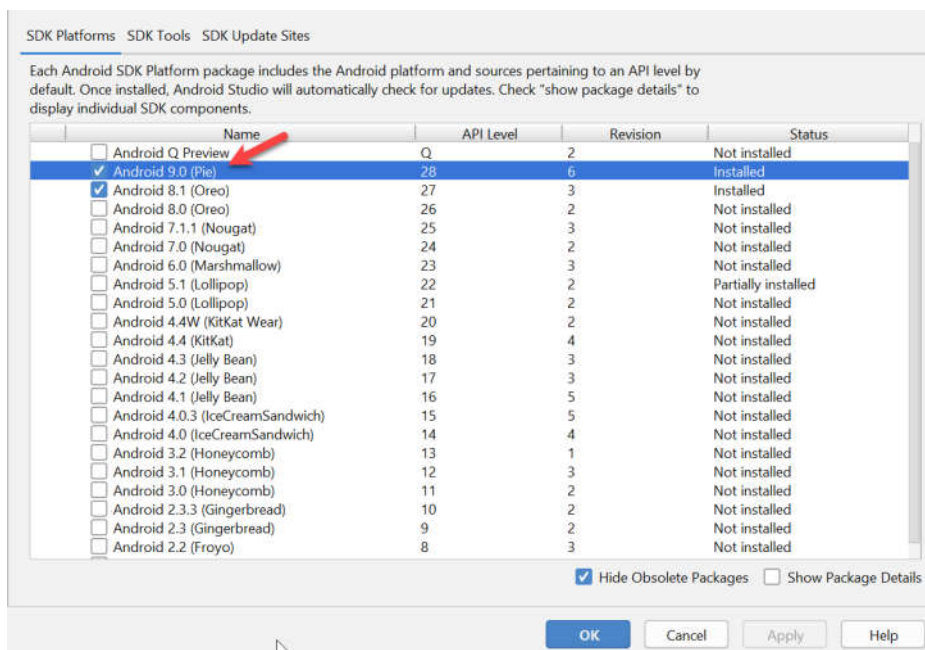 SDK Platforms SDK Tools SDK Update Sites
Each Android SDK Platform package includes the Android platform and sources pertaining to an API level by
default. Once installed, Android Studio will automatically check for updates. Check "show package details" to
display individual SDK components.
Name API Level Revision Status
Android Q Preview Q 2 Not installed
Android 9.0 (Pie) 28 6 Installed
Android 8.1 (Oreo) 27 3 Installed
Android 8.0 (Oreo) 26 2 Not installed
Android 7.1.1 (Nougat) 25 3 Not installed
Android 7.0 (Nougat) 24 2 Not installed
Android 6.0 (Marshmallow) 23 3 Not installed
Android 5.1 (Lollipop) 22 2 Partially installed
Android 5.0 (Lollipop) 21 2 Not installed
Android 4.4W (KitKat Wear) 20 2 Not installed
Android 4.4 (KitKat) 19 4 Not installed
Android 4.3 (Jelly Bean) 18 3 Not installed
Android 4.2 (Jelly Bean) 17 3 Not installed
Android 4.1 (Jelly Bean) 16 5 Not installed
Android 4.0.3 (IceCreamSandwich) 15 5 Not installed
Android 4.0 (IceCreamSandwich) 14 4 Not installed
Android 3.2 (Honeycomb) 13 1 Not installed
Android 3.1 (Honeycomb) 12 3 Not installed
Android 3.0 (Honeycomb) 11 2 Not installed
Android 2.3.3 (Gingerbread) 10 2 Not installed
Android 2.3 (Gingerbread) 9 2 Not installed
Android 2.2 (Froyo) 8 3 Not installed
Hide Obsolete Packages Show Package Details
OK Cancel Apply Help